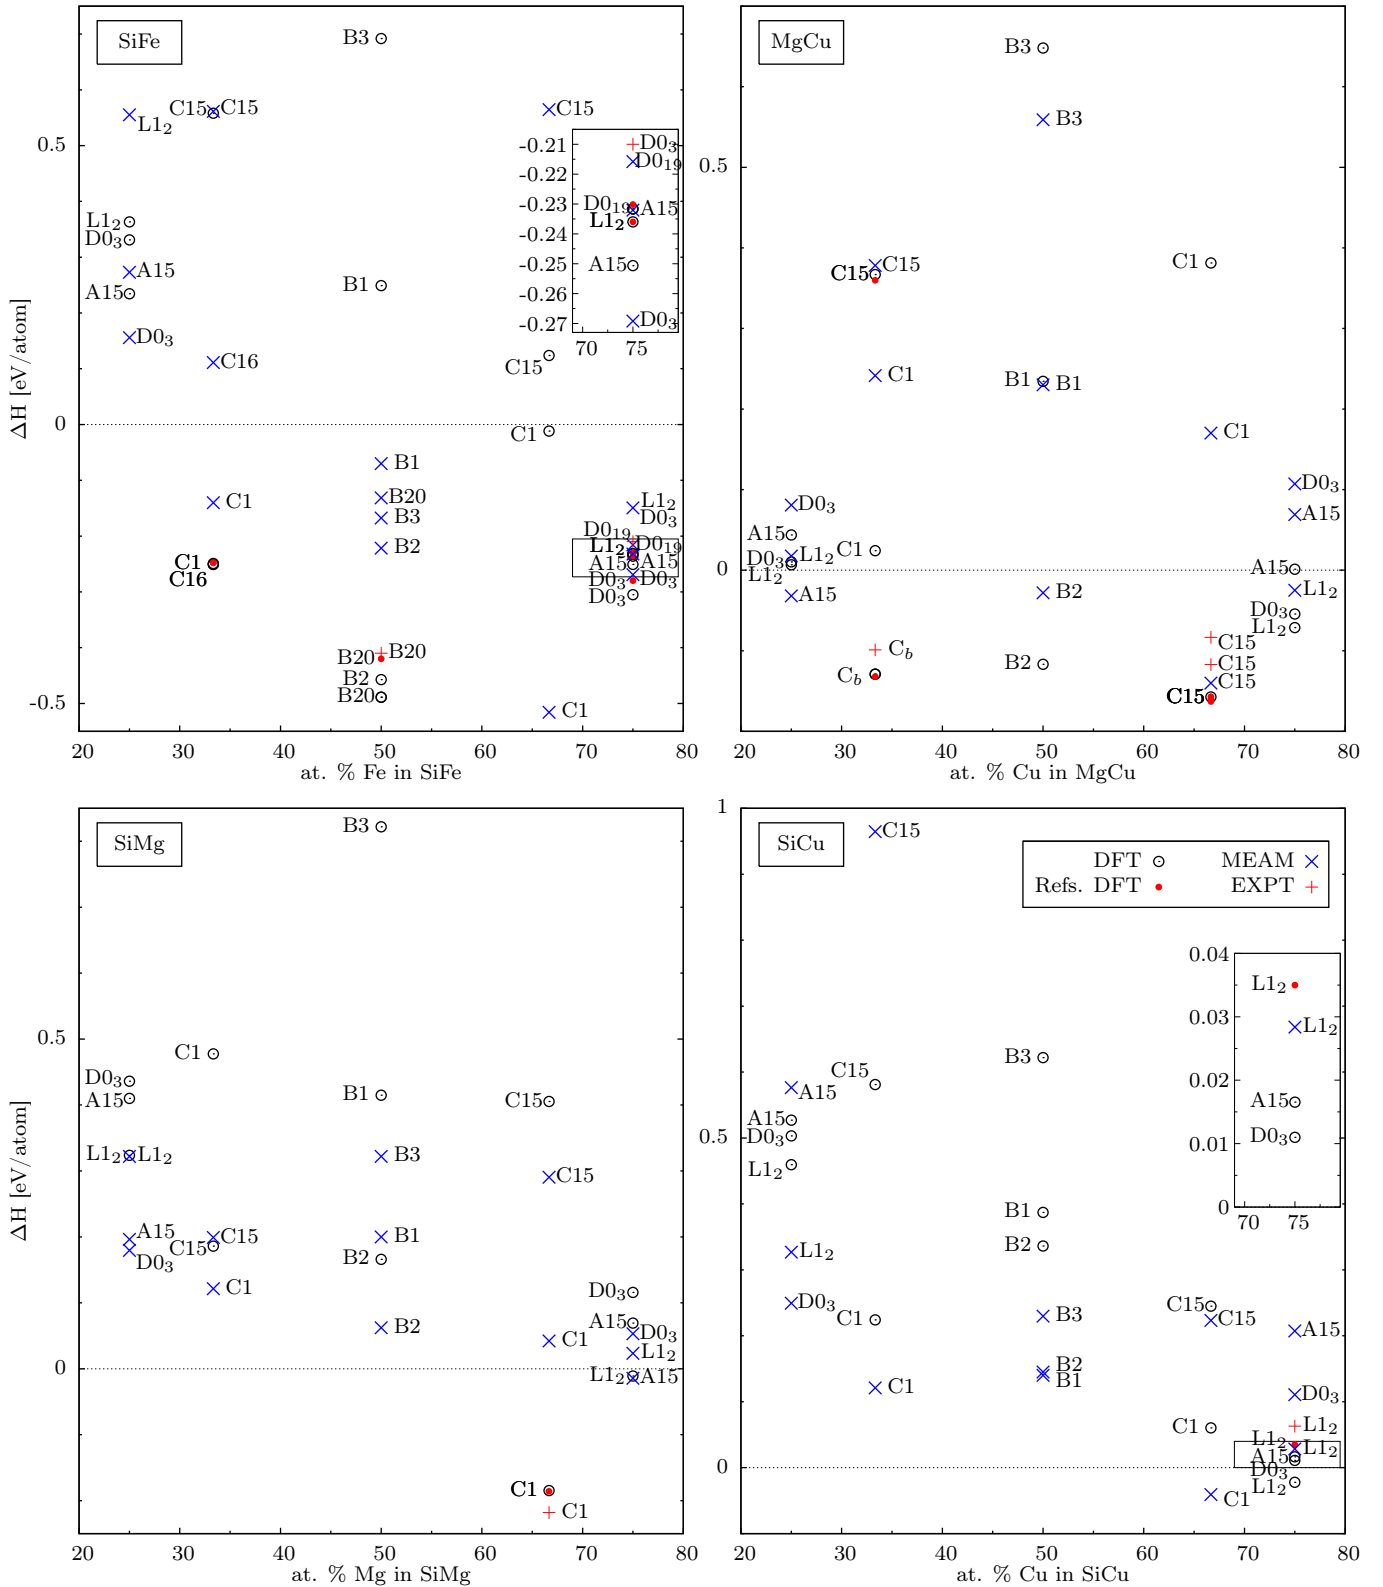 SiFe
B3
C15 C15
L1₂
C15
0.5
L1₂
D0₃
A15
A15
D0₃
C16
B1
C15
C1
-0.21
-0.22
-0.23
-0.24
-0.25
-0.26
-0.27
D0₃
D0₁₉
D0₁₉ A15
L1₂
A15
D0₃
70 75
0
B1
B20
B3
B2
C1
C1
C16
L1₂
D0₃
D0₁₉
L1₂ D0₁₉
A15 A15
D0₃ D0₃
D0₃
B20
B20
B2
B20
C1
-0.5
20 30 40 50 60 70 80
at. % Fe in SiFe
ΔH [eV/atom]
MgCu
B3
B3
0.5
C15
C15
C1
C1
B1
B1
C1
D0₃
A15
D0₃
A15
C1
D0₃
L1₂
L1₂
A15
0
A15
L1₂
D0₃
L1₂
B2
B2
C_b
C_b
C15
C15
C15
C15
20 30 40 50 60 70 80
at. % Cu in MgCu
SiMg
B3
0.5
C1
D0₃
A15
B1
C15
L1₂ L1₂
B3
C15
A15
D0₃
C15
C15
B1
B2
C1
B2
D0₃
A15
D0₃
C1
L1₂
L1₂ A15
0
C1
C1
20 30 40 50 60 70 80
at. % Mg in SiMg
ΔH [eV/atom]
1
SiCu
C15
DFT MEAM
Refs. DFT EXPT
0.04
0.03
0.02
0.01
0
L1₂
L1₂
A15
D0₃
70 75
C15
A15
B3
A15
D0₃
L1₂
0.5
B1
B2
L1₂
D0₃
C1
B3
C15
C15
A15
B2
B1
C1
D0₃
C1
L1₂
L1₂
L1₂
A15
D0₃
L1₂
0
C1
20 30 40 50 60 70 80
at. % Cu in SiCu